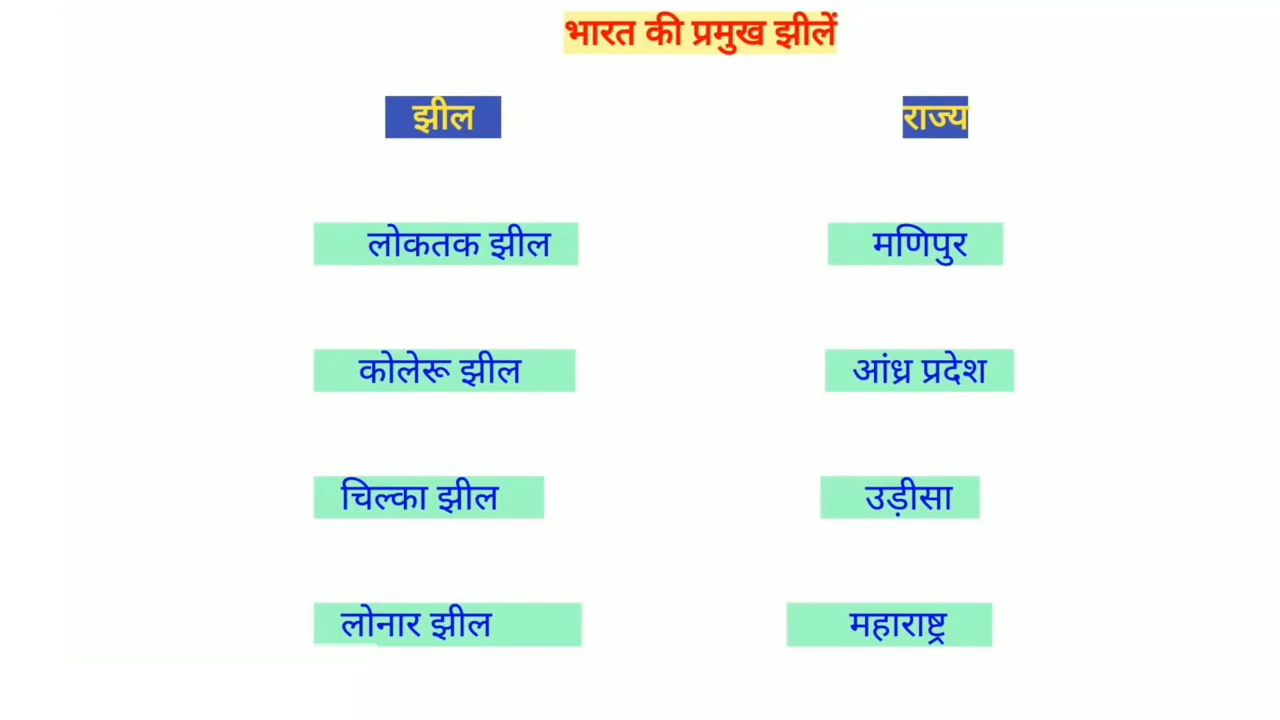 भारत की प्रमुख झीलें
झील राज्य
लोकतक झील मणिपुर
कोलेरू झील आंध्र प्रदेश
चिल्का झील उड़ीसा
लोनार झील महाराष्ट्र